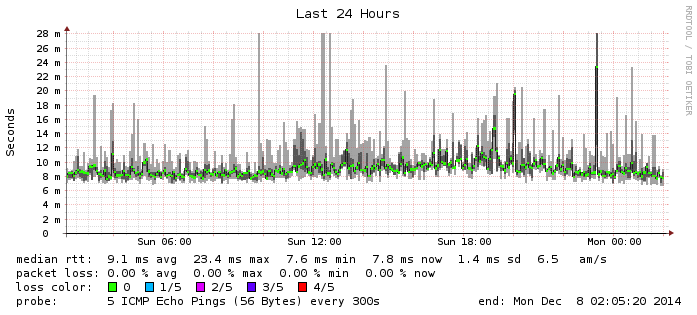 Last 24 Hours
RRDTOOL / TOBI OETIKER
Seconds
28 m
26 m
24 m
22 m
20 m
18 m
16 m
14 m
12 m
10 m
8 m
6 m
4 m
2 m
0
Sun 06:00 Sun 12:00 Sun 18:00 Mon 00:00
median rtt: 9.1 ms avg 23.4 ms max 7.6 ms min 7.8 ms now 1.4 ms sd 6.5 am/s
packet loss: 0.00 % avg 0.00 % max 0.00 % min 0.00 % now
loss color: 0 1/5 2/5 3/5 4/5
probe: 5 ICMP Echo Pings (56 Bytes) every 300s end: Mon Dec 8 02:05:20 2014